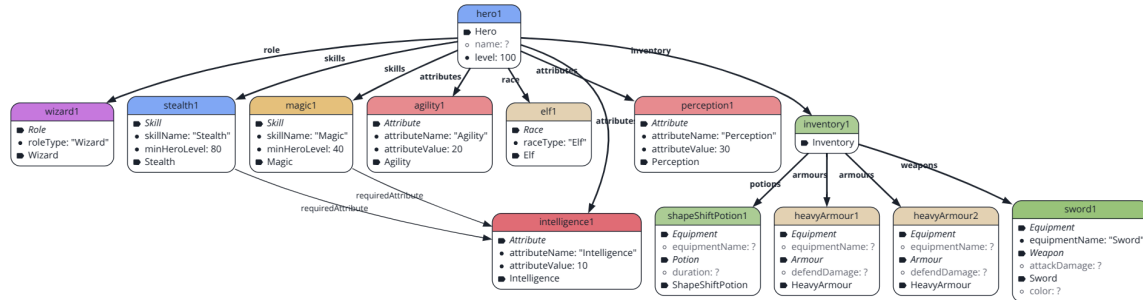 hero1
Hero
name: ?
level: 100
role
skills
skills
attributes
race
attributes
attributes
inventory
wizard1
Role
roleType: "Wizard"
Wizard
stealth1
Skill
skillName: "Stealth"
minHeroLevel: 80
Stealth
magic1
Skill
skillName: "Magic"
minHeroLevel: 40
Magic
agility1
Attribute
attributeName: "Agility"
attributeValue: 20
Agility
elf1
Race
raceType: "Elf"
Elf
perception1
Attribute
attributeName: "Perception"
attributeValue: 30
Perception
inventory1
Inventory
requiredAttribute
requiredAttribute
potions
armours
armours
weapons
intelligence1
Attribute
attributeName: "Intelligence"
attributeValue: 10
Intelligence
shapeShiftPotion1
Equipment
equipmentName: ?
Potion
duration: ?
ShapeShiftPotion
heavyArmour1
Equipment
equipmentName: ?
Armour
defendDamage: ?
HeavyArmour
heavyArmour2
Equipment
equipmentName: ?
Armour
defendDamage: ?
HeavyArmour
sword1
Equipment
equipmentName: "Sword"
Weapon
attackDamage: ?
Sword
color: ?